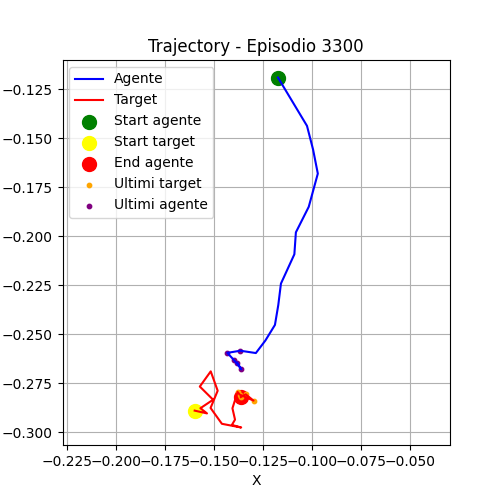 Trajectory - Episodio 3300
Agente
Target
Start agente
Start target
End agente
Ultimi target
Ultimi agente
−0.125
−0.150
−0.175
−0.200
−0.225
−0.250
−0.275
−0.300
−0.225−0.200−0.175−0.150−0.125−0.100−0.075−0.050
X